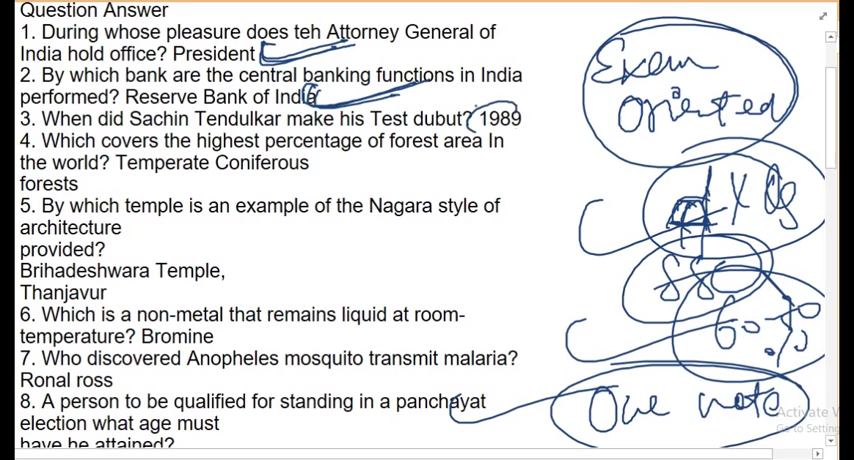 Question Answer
1. During whose pleasure does teh Attorney General of
India hold office? President
2. By which bank are the central banking functions in India
performed? Reserve Bank of India
3. When did Sachin Tendulkar make his Test dubut? 1989
4. Which covers the highest percentage of forest area In
the world? Temperate Coniferous
forests
5. By which temple is an example of the Nagara style of
architecture
provided?
Brihadeshwara Temple,
Thanjavur
6. Which is a non-metal that remains liquid at room-
temperature? Bromine
7. Who discovered Anopheles mosquito transmit malaria?
Ronal ross
8. A person to be qualified for standing in a panchayat
election what age must
have he attained?
Exam
oriented
880
60%
One note
Activate
Go to Setting